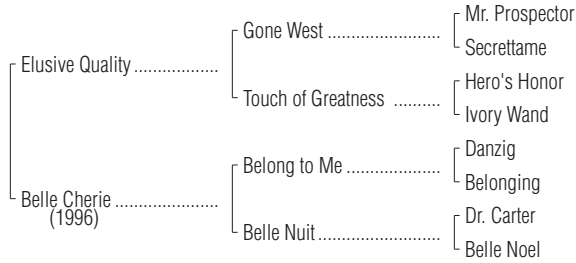 Mr. Prospector
Gone West
Secrettame
Elusive Quality
Hero's Honor
Touch of Greatness
Ivory Wand
Danzig
Belong to Me
Belonging
Belle Cherie
(1996)
Dr. Carter
Belle Nuit
Belle Noel